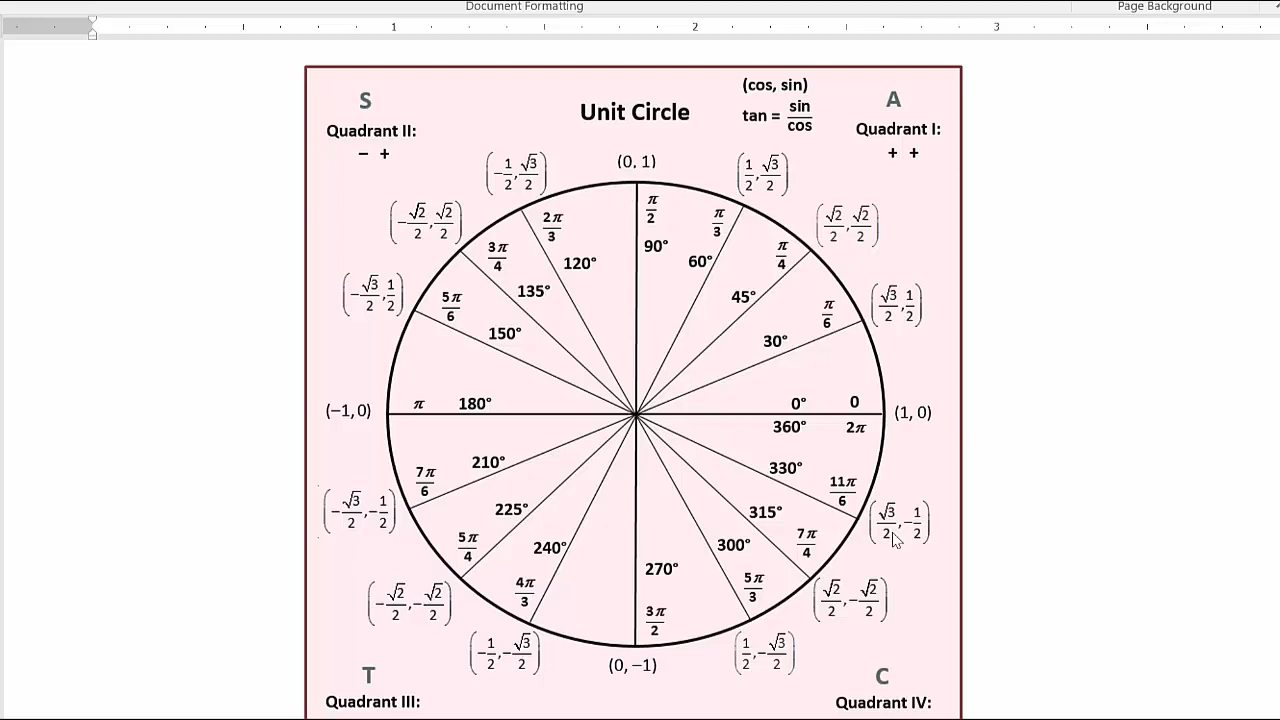 Document Formatting
Page Background
1
2
3
S
(cos, sin)
A
Quadrant II:
Unit Circle
tan = sin/cos
Quadrant I:
− +
+ +
(−1/2, √3/2)
(0, 1)
(1/2, √3/2)
(−√2/2, √2/2)
2π/3
π/2
π/3
(√2/2, √2/2)
3π/4
120°
90°
60°
π/4
(−√3/2, 1/2)
5π/6
135°
45°
π/6
(√3/2, 1/2)
150°
30°
(−1, 0)
π
180°
0°
0
(1, 0)
360°
2π
210°
330°
7π/6
11π/6
(−√3/2, −1/2)
225°
315°
(√3/2, −1/2)
5π/4
240°
300°
7π/4
270°
4π/3
5π/3
(−√2/2, −√2/2)
3π/2
(√2/2, −√2/2)
(−1/2, −√3/2)
(0, −1)
(1/2, −√3/2)
T
C
Quadrant III:
Quadrant IV: